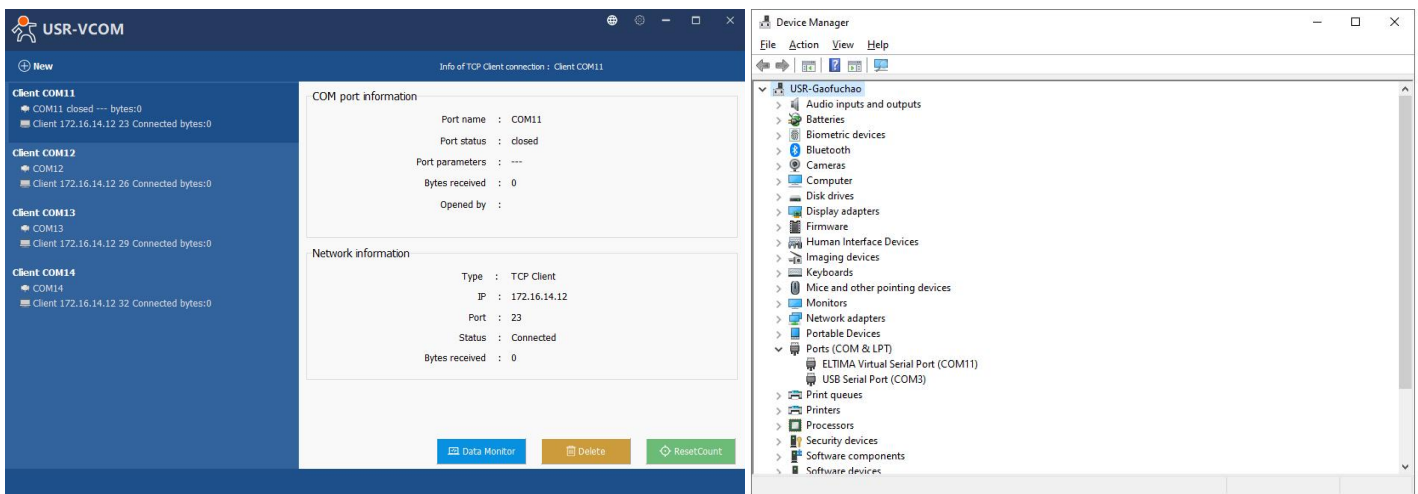 USR-VCOM
New
Info of TCP Client connection : Client COM11
Client COM11
COM11 closed --- bytes:0
Client 172.16.14.12 23 Connected bytes:0
Client COM12
COM12
Client 172.16.14.12 26 Connected bytes:0
Client COM13
COM13
Client 172.16.14.12 29 Connected bytes:0
Client COM14
COM14
Client 172.16.14.12 32 Connected bytes:0
COM port information
Port name : COM11
Port status : closed
Port parameters : ---
Bytes received : 0
Opened by :
Network information
Type : TCP Client
IP : 172.16.14.12
Port : 23
Status : Connected
Bytes received : 0
Data Monitor
Delete
ResetCount
Device Manager
File Action View Help
USR-Gaofuchao
Audio inputs and outputs
Batteries
Biometric devices
Bluetooth
Cameras
Computer
Disk drives
Display adapters
Firmware
Human Interface Devices
Imaging devices
Keyboards
Mice and other pointing devices
Monitors
Network adapters
Portable Devices
Ports (COM & LPT)
ELTIMA Virtual Serial Port (COM11)
USB Serial Port (COM3)
Print queues
Printers
Processors
Security devices
Software components
Software devices